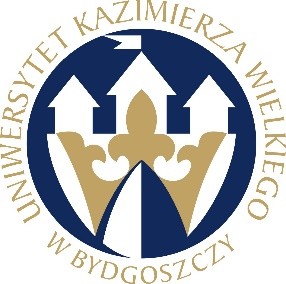 UNIWERSYTET KAZIMIERZA WIELKIEGO
W BYDGOSZCZY